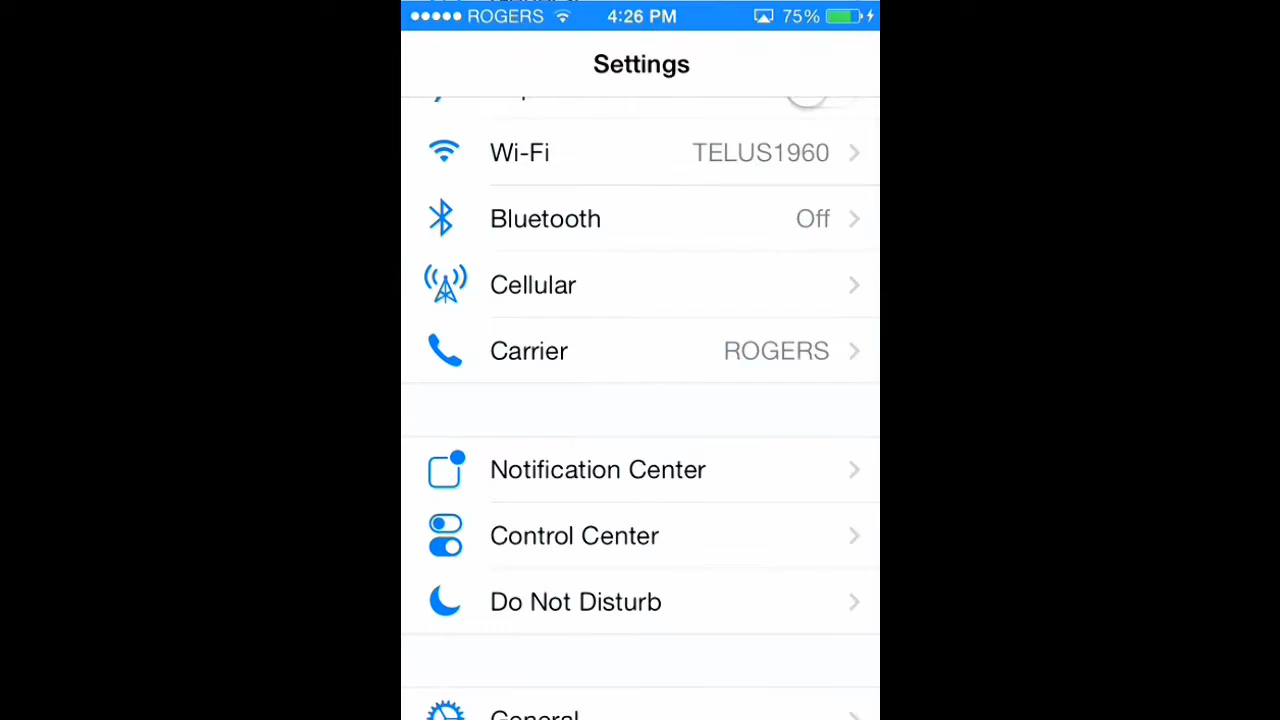 ROGERS 4:26 PM 75%
Settings
Wi-Fi TELUS1960
Bluetooth Off
Cellular
Carrier ROGERS
Notification Center
Control Center
Do Not Disturb
General